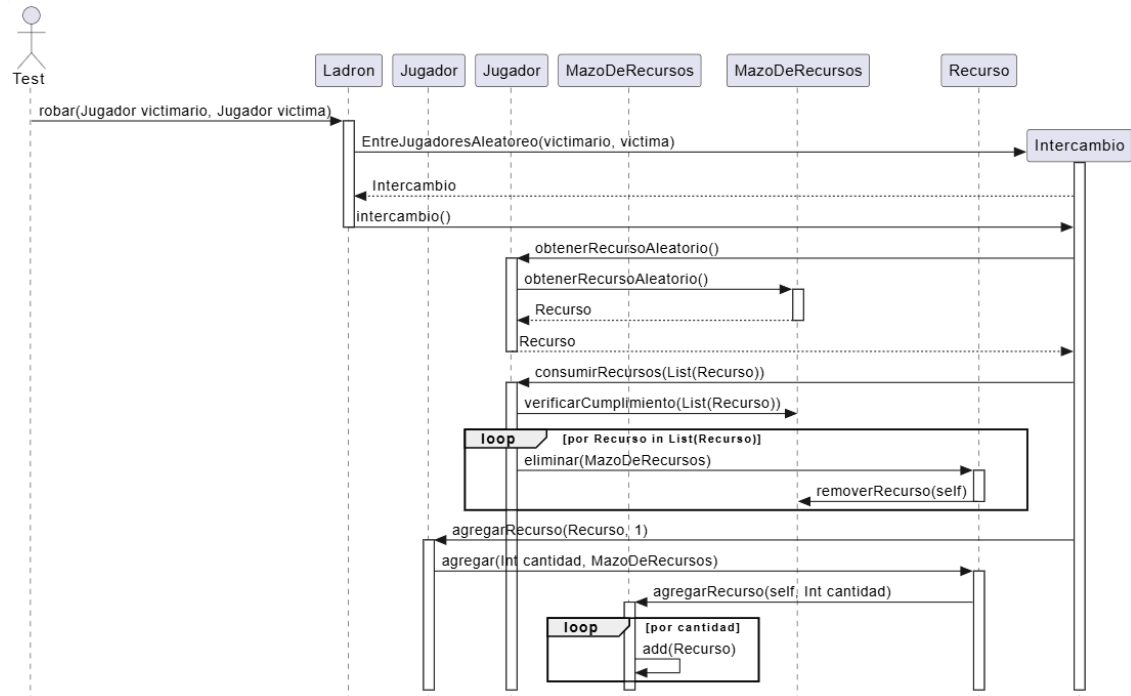 Test
Ladron
Jugador
Jugador
MazoDeRecursos
MazoDeRecursos
Recurso
robar(Jugador victimario, Jugador victima)
EntreJugadoresAleatoreo(victimario, victima)
Intercambio
Intercambio
intercambio()
obtenerRecursoAleatorio()
obtenerRecursoAleatorio()
Recurso
Recurso
consumirRecursos(List(Recurso))
verificarCumplimiento(List(Recurso))
loop [por Recurso in List(Recurso)]
eliminar(MazoDeRecursos)
removerRecurso(self)
agregarRecurso(Recurso, 1)
agregar(Int cantidad, MazoDeRecursos)
agregarRecurso(self, Int cantidad)
loop [por cantidad]
add(Recurso)